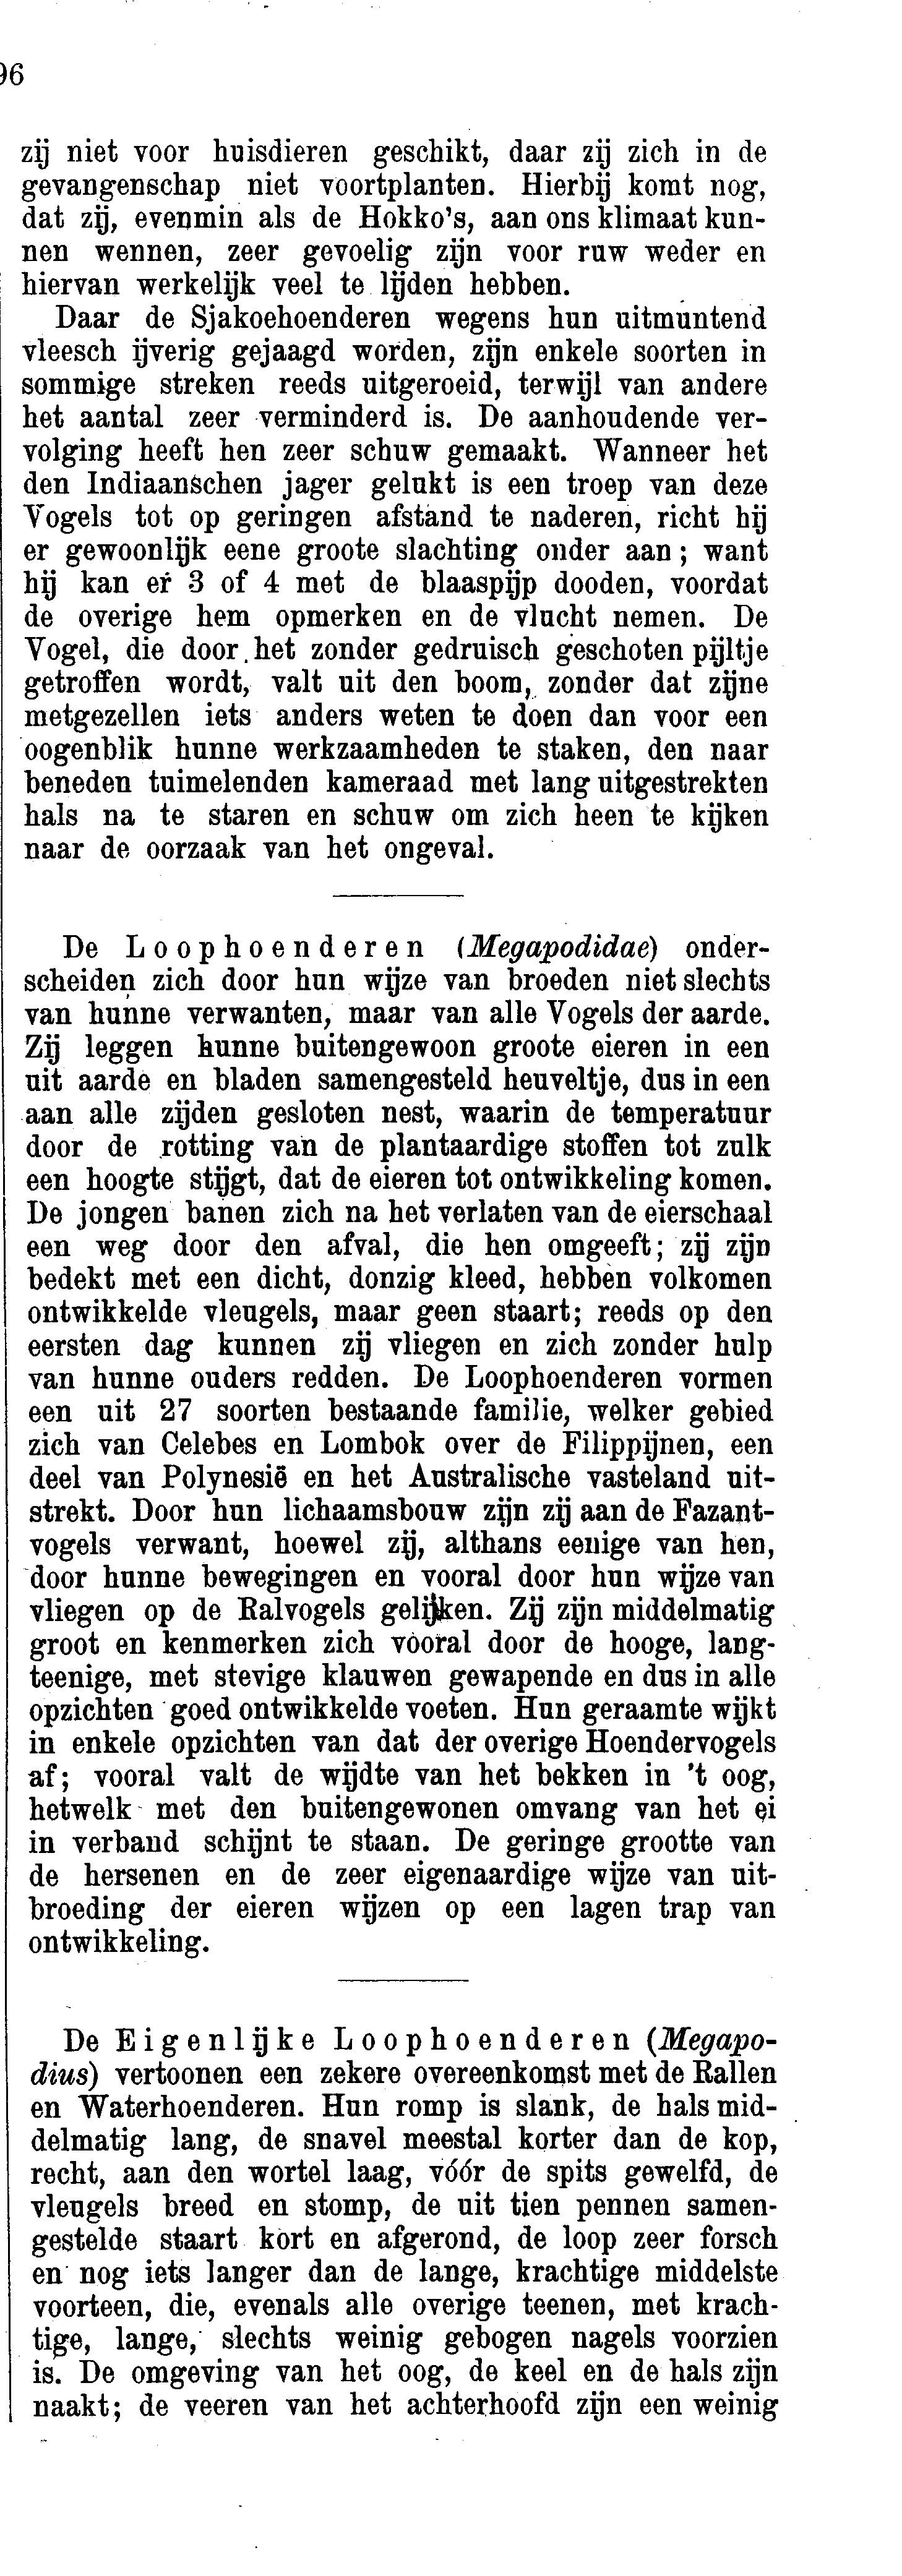 96
zij niet voor huisdieren geschikt, daar zij zich in de
gevangenschap niet voortplanten. Hierbij komt nog,
dat zij, evenmin als de Hokko's, aan ons klimaat kun-
nen wennen, zeer gevoelig zijn voor ruw weder en
hiervan werkelijk veel te lijden hebben.
Daar de Sjakoehoenderen wegens hun uitmuntend
vleesch ijverig gejaagd worden, zijn enkele soorten in
sommige streken reeds uitgeroeid, terwijl van andere
het aantal zeer verminderd is. De aanhoudende ver-
volging heeft hen zeer schuw gemaakt. Wanneer het
den Indiaanschen jager gelukt is een troep van deze
Vogels tot op geringen afstand te naderen, richt hij
er gewoonlijk eene groote slachting onder aan; want
hij kan er 3 of 4 met de blaaspijp dooden, voordat
de overige hem opmerken en de vlucht nemen. De
Vogel, die door het zonder gedruisch geschoten pijltje
getroffen wordt, valt uit den boom, zonder dat zijne
metgezellen iets anders weten te doen dan voor een
oogenblik hunne werkzaamheden te staken, den naar
beneden tuimelenden kameraad met lang uitgestrekten
hals na te staren en schuw om zich heen te kijken
naar de oorzaak van het ongeval.
De Loophoenderen (Megapodidae) onder-
scheiden zich door hun wijze van broeden niet slechts
van hunne verwanten, maar van alle Vogels der aarde.
Zij leggen hunne buitengewoon groote eieren in een
uit aarde en bladen samengesteld heuveltje, dus in een
aan alle zijden gesloten nest, waarin de temperatuur
door de rotting van de plantaardige stoffen tot zulk
een hoogte stijgt, dat de eieren tot ontwikkeling komen.
De jongen banen zich na het verlaten van de eierschaal
een weg door den afval, die hen omgeeft; zij zijn
bedekt met een dicht, donzig kleed, hebben volkomen
ontwikkelde vleugels, maar geen staart; reeds op den
eersten dag kunnen zij vliegen en zich zonder hulp
van hunne ouders redden. De Loophoenderen vormen
een uit 27 soorten bestaande familie, welker gebied
zich van Celebes en Lombok over de Filippijnen, een
deel van Polynesië en het Australische vasteland uit-
strekt. Door hun lichaamsbouw zijn zij aan de Fazant-
vogels verwant, hoewel zij, althans eenige van hen,
door hunne bewegingen en vooral door hun wijze van
vliegen op de Ralvogels gelijken. Zij zijn middelmatig
groot en kenmerken zich vooral door de hooge, lang-
teenige, met stevige klauwen gewapende en dus in alle
opzichten goed ontwikkelde voeten. Hun geraamte wijkt
in enkele opzichten van dat der overige Hoendervogels
af; vooral valt de wijdte van het bekken in 't oog,
hetwelk met den buitengewonen omvang van het ei
in verband schijnt te staan. De geringe grootte van
de hersenen en de zeer eigenaardige wijze van uit-
broeding der eieren wijzen op een lagen trap van
ontwikkeling.
De Eigenlijke Loophoenderen (Megapo-
dius) vertoonen een zekere overeenkomst met de Rallen
en Waterhoenderen. Hun romp is slank, de hals mid-
delmatig lang, de snavel meestal korter dan de kop,
recht, aan den wortel laag, vóór de spits gewelfd, de
vleugels breed en stomp, de uit tien pennen samen-
gestelde staart kort en afgerond, de loop zeer forsch
en nog iets langer dan de lange, krachtige middelste
voorteen, die, evenals alle overige teenen, met krach-
tige, lange, slechts weinig gebogen nagels voorzien
is. De omgeving van het oog, de keel en de hals zijn
naakt; de veeren van het achterhoofd zijn een weinig